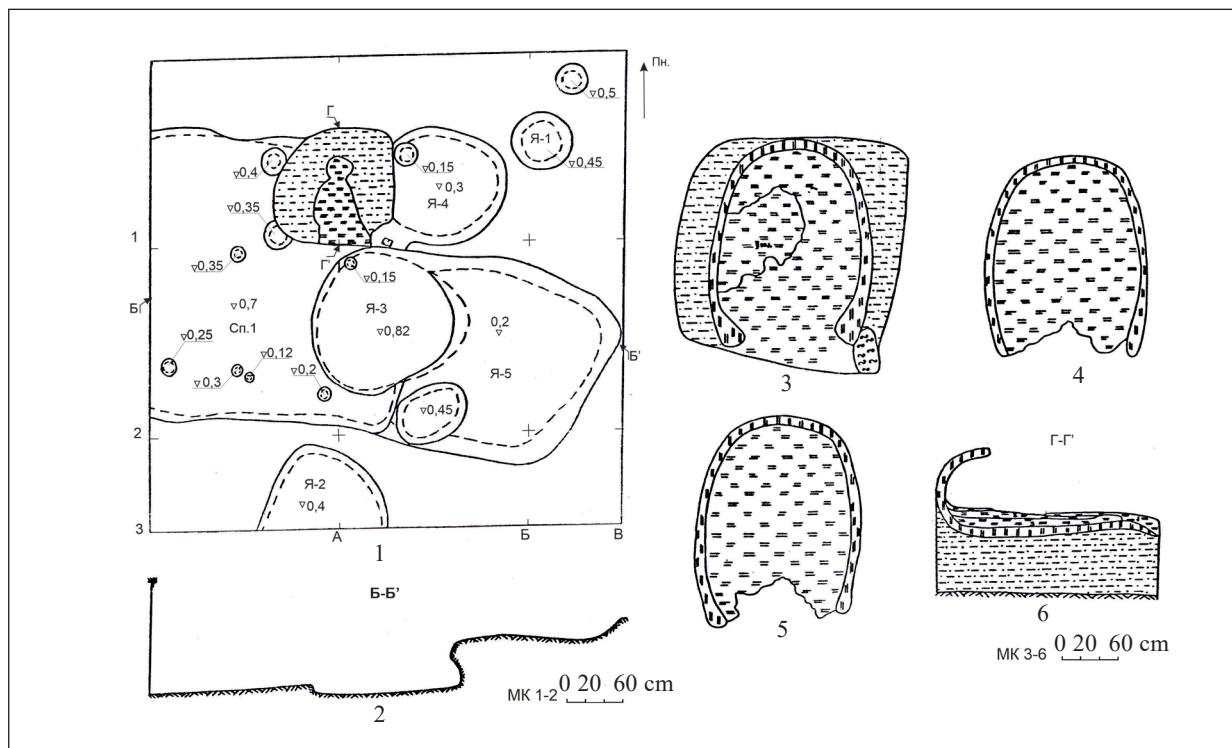 Пн.
▽0,5
Я-1
▽0,45
Г
▽0,4
▽0,15
▽0,3
Я-4
▽0,35
1
Г'
▽0,35
▽0,15
Б
▽0,7
Сп.1
Я-3
▽0,82
0,2
▽
Б'
▽0,25
Я-5
▽0,3
▽0,12
▽0,2
▽0,45
2
Я-2
▽0,4
3
А
Б
В
1
Б-Б'
2
МК 1-2 0 20 60 cm
3
4
5
Г-Г'
6
МК 3-6 0 20 60 cm